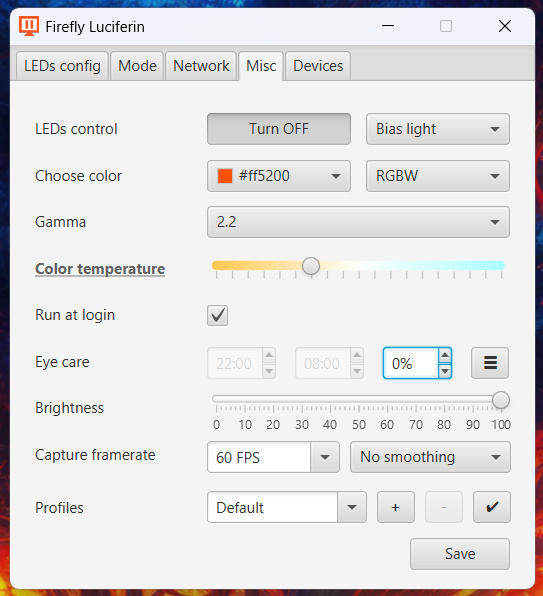 Firefly Luciferin
LEDs config Mode Network Misc Devices
LEDs control Turn OFF Bias light
Choose color #ff5200 RGBW
Gamma 2.2
Color temperature
Run at login
Eye care 22:00 08:00 0%
Brightness
0 10 20 30 40 50 60 70 80 90 100
Capture framerate 60 FPS No smoothing
Profiles Default + -
Save